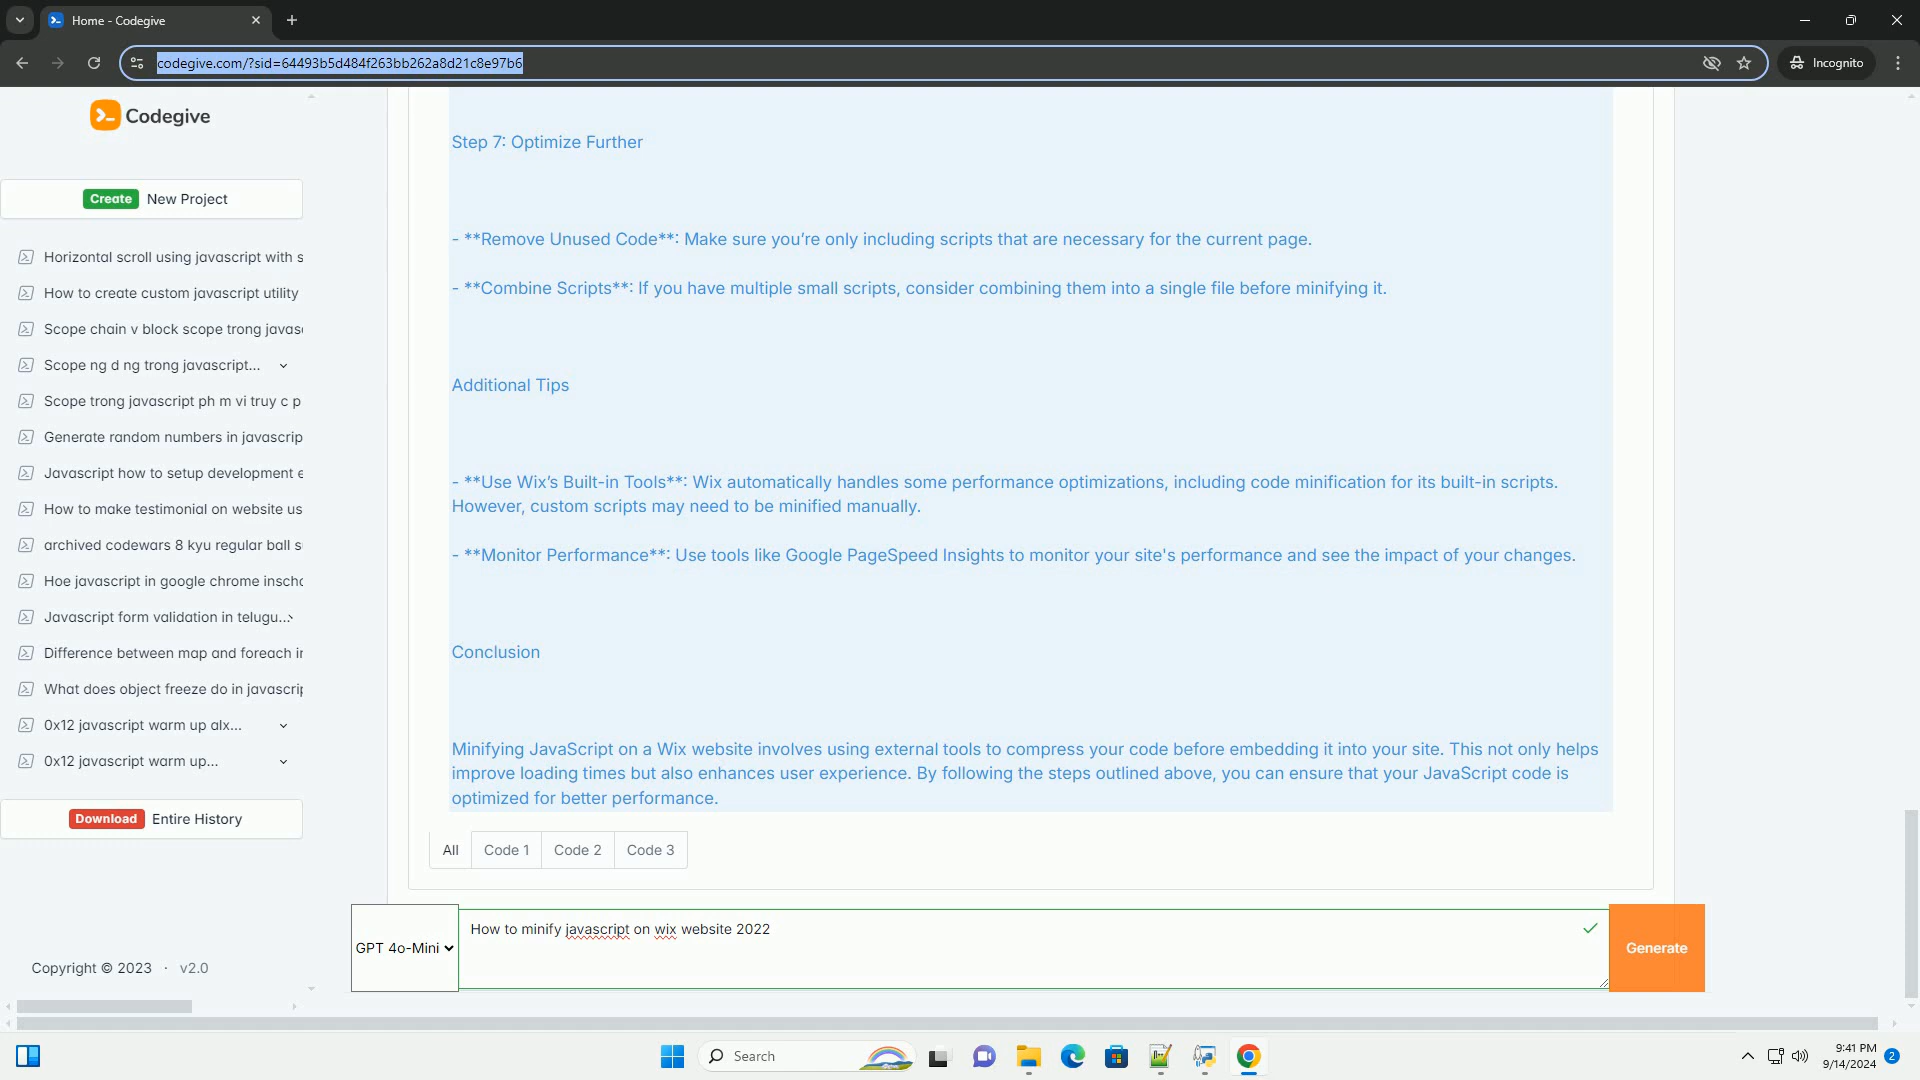 Home - Codegive
codegive.com/?sid=64493b5d484f263bb262a8d21c8e97b6
Incognito
Codegive
Create New Project
Horizontal scroll using javascript with s
How to create custom javascript utility
Scope chain v block scope trong javas
Scope ng d ng trong javascript...
Scope trong javascript ph m vi truy c p
Generate random numbers in javascrip
Javascript how to setup development e
How to make testimonial on website us
archived codewars 8 kyu regular ball s
Hoe javascript in google chrome inscho
Javascript form validation in telugu...
Difference between map and foreach in
What does object freeze do in javascrip
0x12 javascript warm up alx...
0x12 javascript warm up...
Download Entire History
Copyright © 2023 · v2.0
Step 7: Optimize Further
- **Remove Unused Code**: Make sure you’re only including scripts that are necessary for the current page.
- **Combine Scripts**: If you have multiple small scripts, consider combining them into a single file before minifying it.
Additional Tips
- **Use Wix’s Built-in Tools**: Wix automatically handles some performance optimizations, including code minification for its built-in scripts.
However, custom scripts may need to be minified manually.
- **Monitor Performance**: Use tools like Google PageSpeed Insights to monitor your site's performance and see the impact of your changes.
Conclusion
Minifying JavaScript on a Wix website involves using external tools to compress your code before embedding it into your site. This not only helps
improve loading times but also enhances user experience. By following the steps outlined above, you can ensure that your JavaScript code is
optimized for better performance.
All Code 1 Code 2 Code 3
GPT 4o-Mini
How to minify javascript on wix website 2022
Generate
Search
9:41 PM
9/14/2024
2